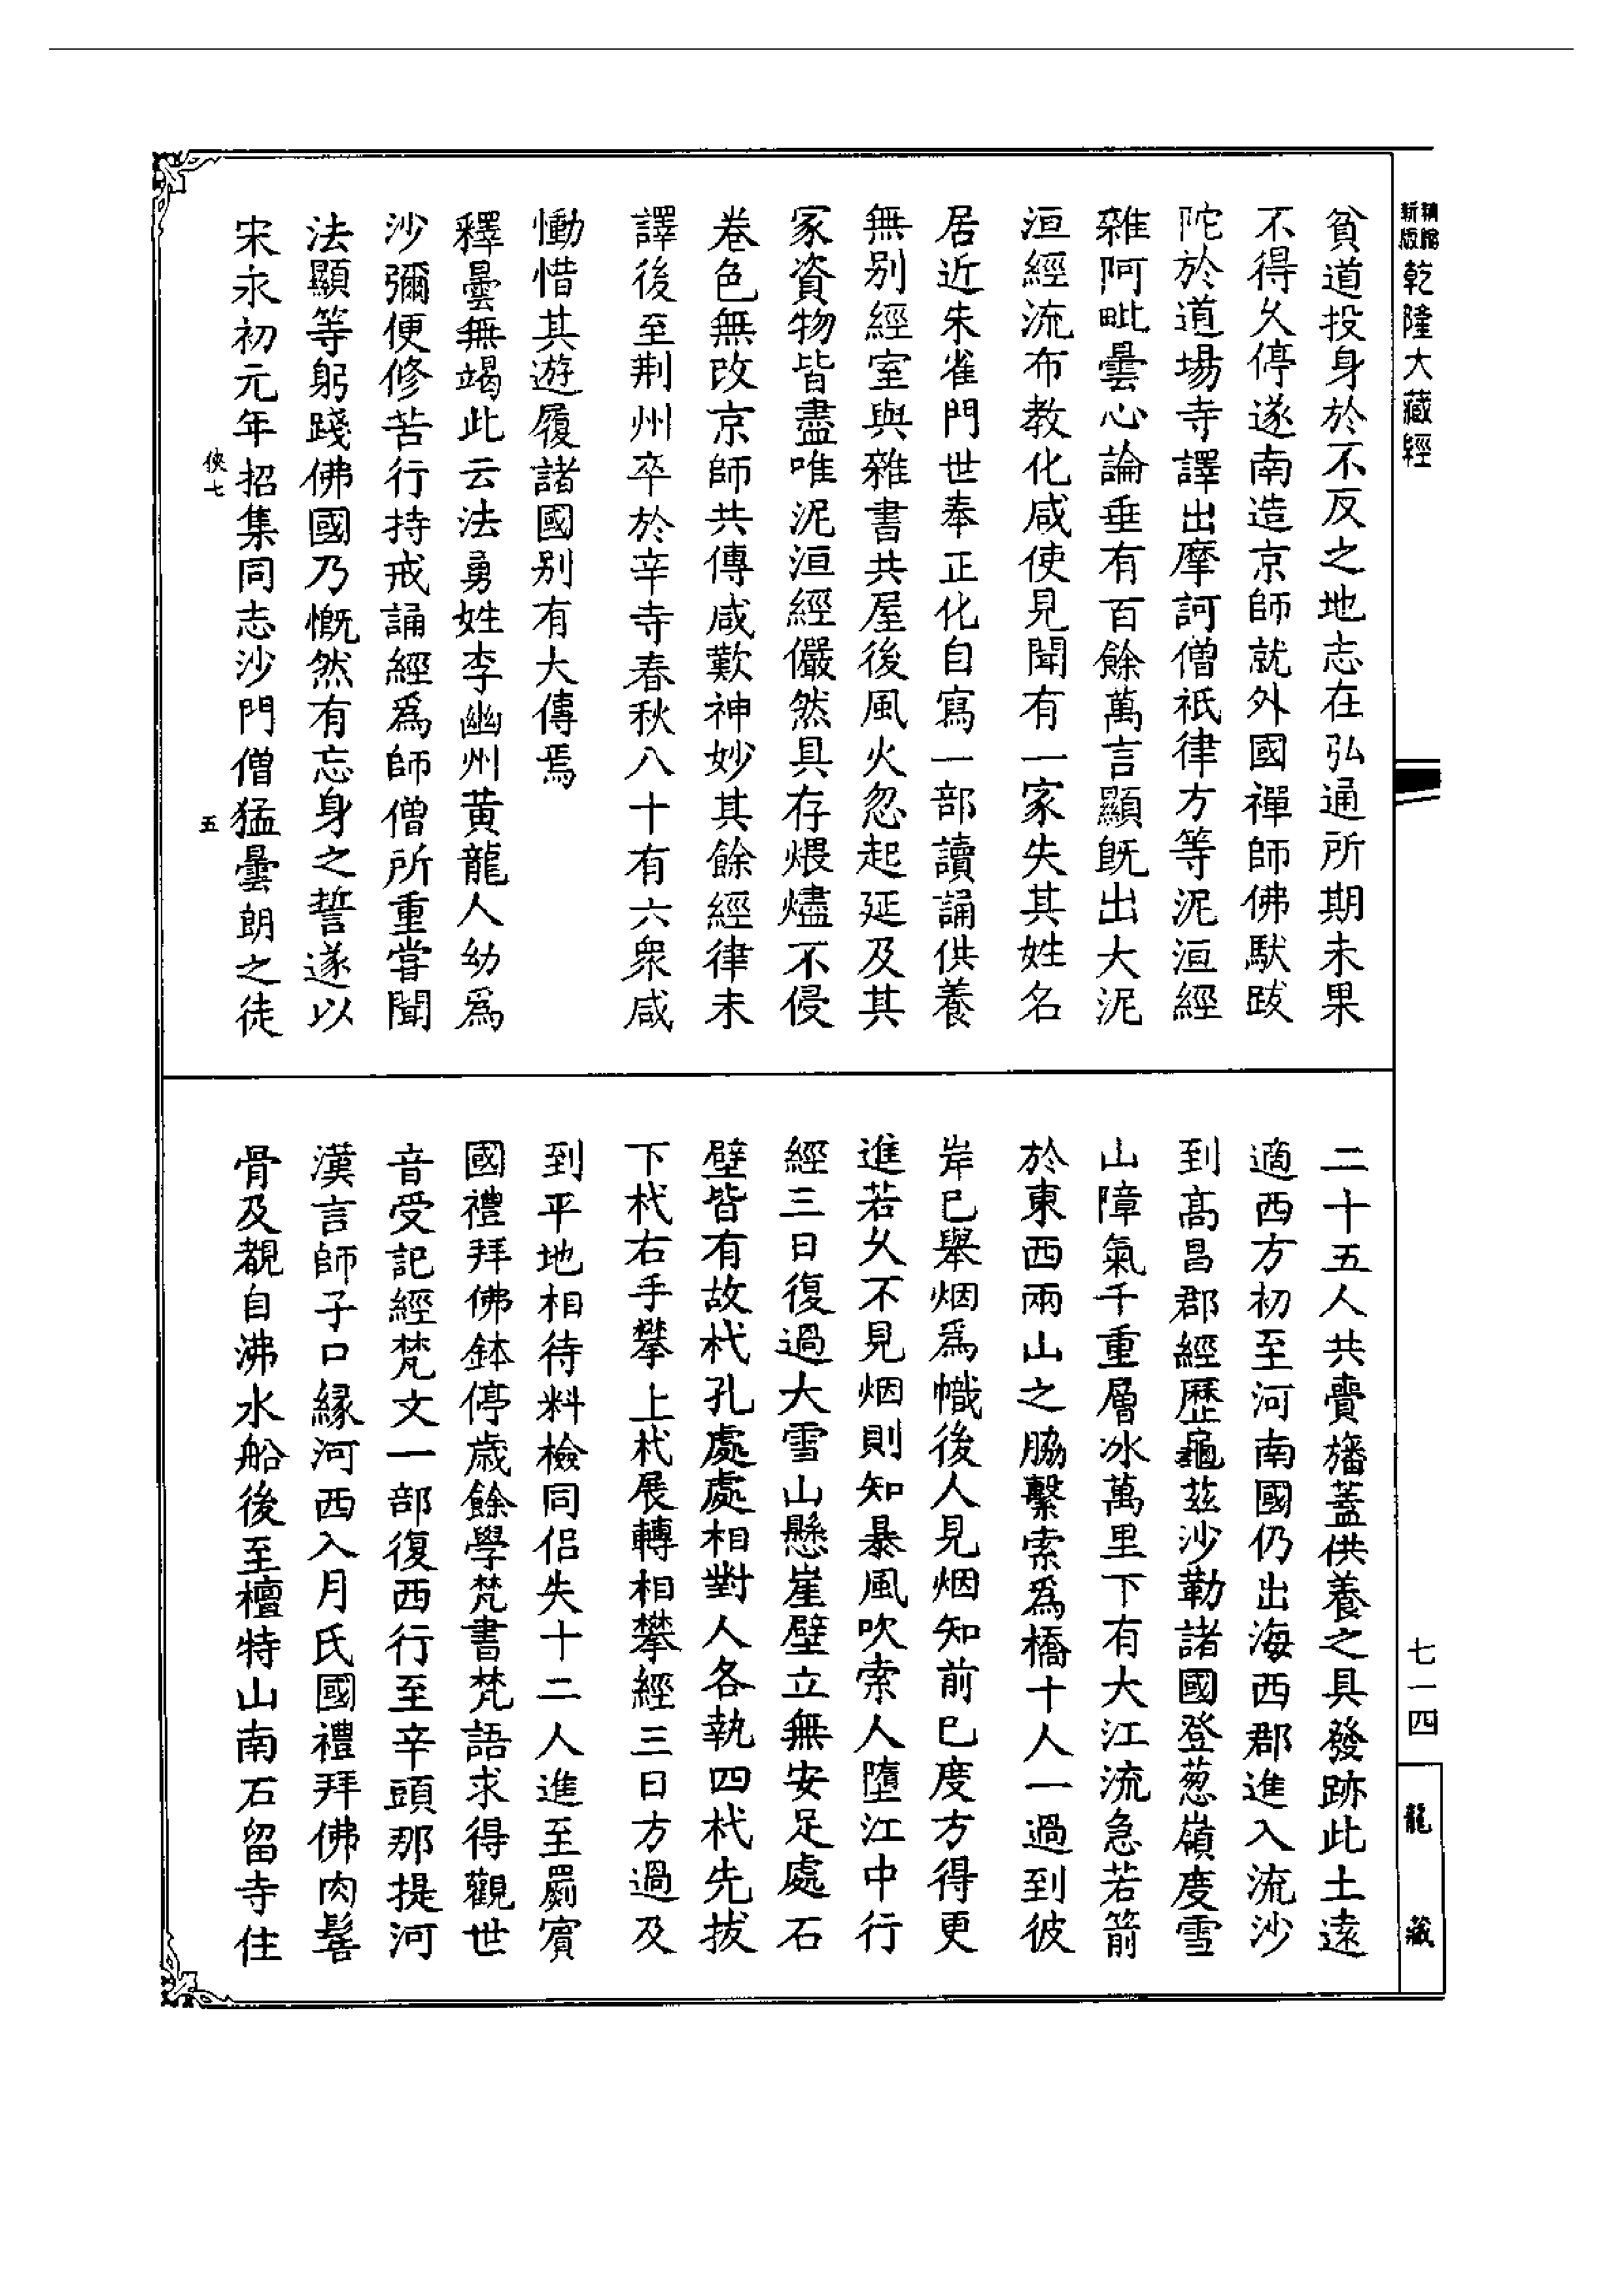 新版
精縮
乾隆大藏經
貧道投身於不反之地志在弘通所期未果
不得久停遂南造京師就外國禪師佛馱跋
陀於道場寺譯出摩訶僧祇律方等泥洹經
雜阿毗曇心論垂有百餘萬言顯既出大泥
洹經流布教化咸使見聞有一家失其姓名
居近朱雀門世奉正化自寫一部讀誦供養
無別經室與雜書共屋後風火忽起延及其
家資物皆盡唯泥洹經儼然具存煨燼不侵
卷色無改京師共傳咸歎神妙其餘經律未
譯後至荆州卒於辛寺春秋八十有六衆咸
慟惜其遊履諸國別有大傳焉
釋曇無竭此云法勇姓李幽州黃龍人幼爲
沙彌便修苦行持戒誦經爲師僧所重甞聞
法顯等躬踐佛國乃慨然有忘身之誓遂以
宋永初元年招集同志沙門僧猛曇朗之徒
俠七
五
二十五人共賷旛蓋供養之具發跡此土遠
適西方初至河南國仍出海西郡進入流沙
到髙昌郡經歷龜茲沙勒諸國登葱嶺度雪
山障氣千重層冰萬里下有大江流急若箭
於東西兩山之脇繫索爲橋十人一過到彼
岸巳舉烟爲幟後人見烟知前巳度方得更
進若久不見烟則知暴風吹索人墮江中行
經三日復過大雪山懸崖壁立無安足處石
壁皆有故杙孔處處相對人各執四杙先拔
下杙右手攀上杙展轉相攀經三日方過及
到平地相待料檢同侣失十二人進至罽賓
國禮拜佛鉢停歲餘學梵書梵語求得觀世
音受記經梵文一部復西行至辛頭那提河
漢言師子口縁河西入月氏國禮拜佛肉髻
骨及覩自沸水船後至檀特山南石留寺住
七一四
龍藏